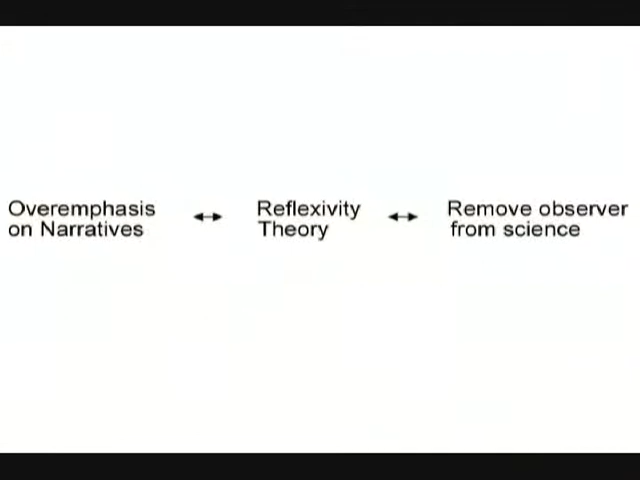 Overemphasis
on Narratives
↔
Reflexivity
Theory
↔
Remove observer
from science